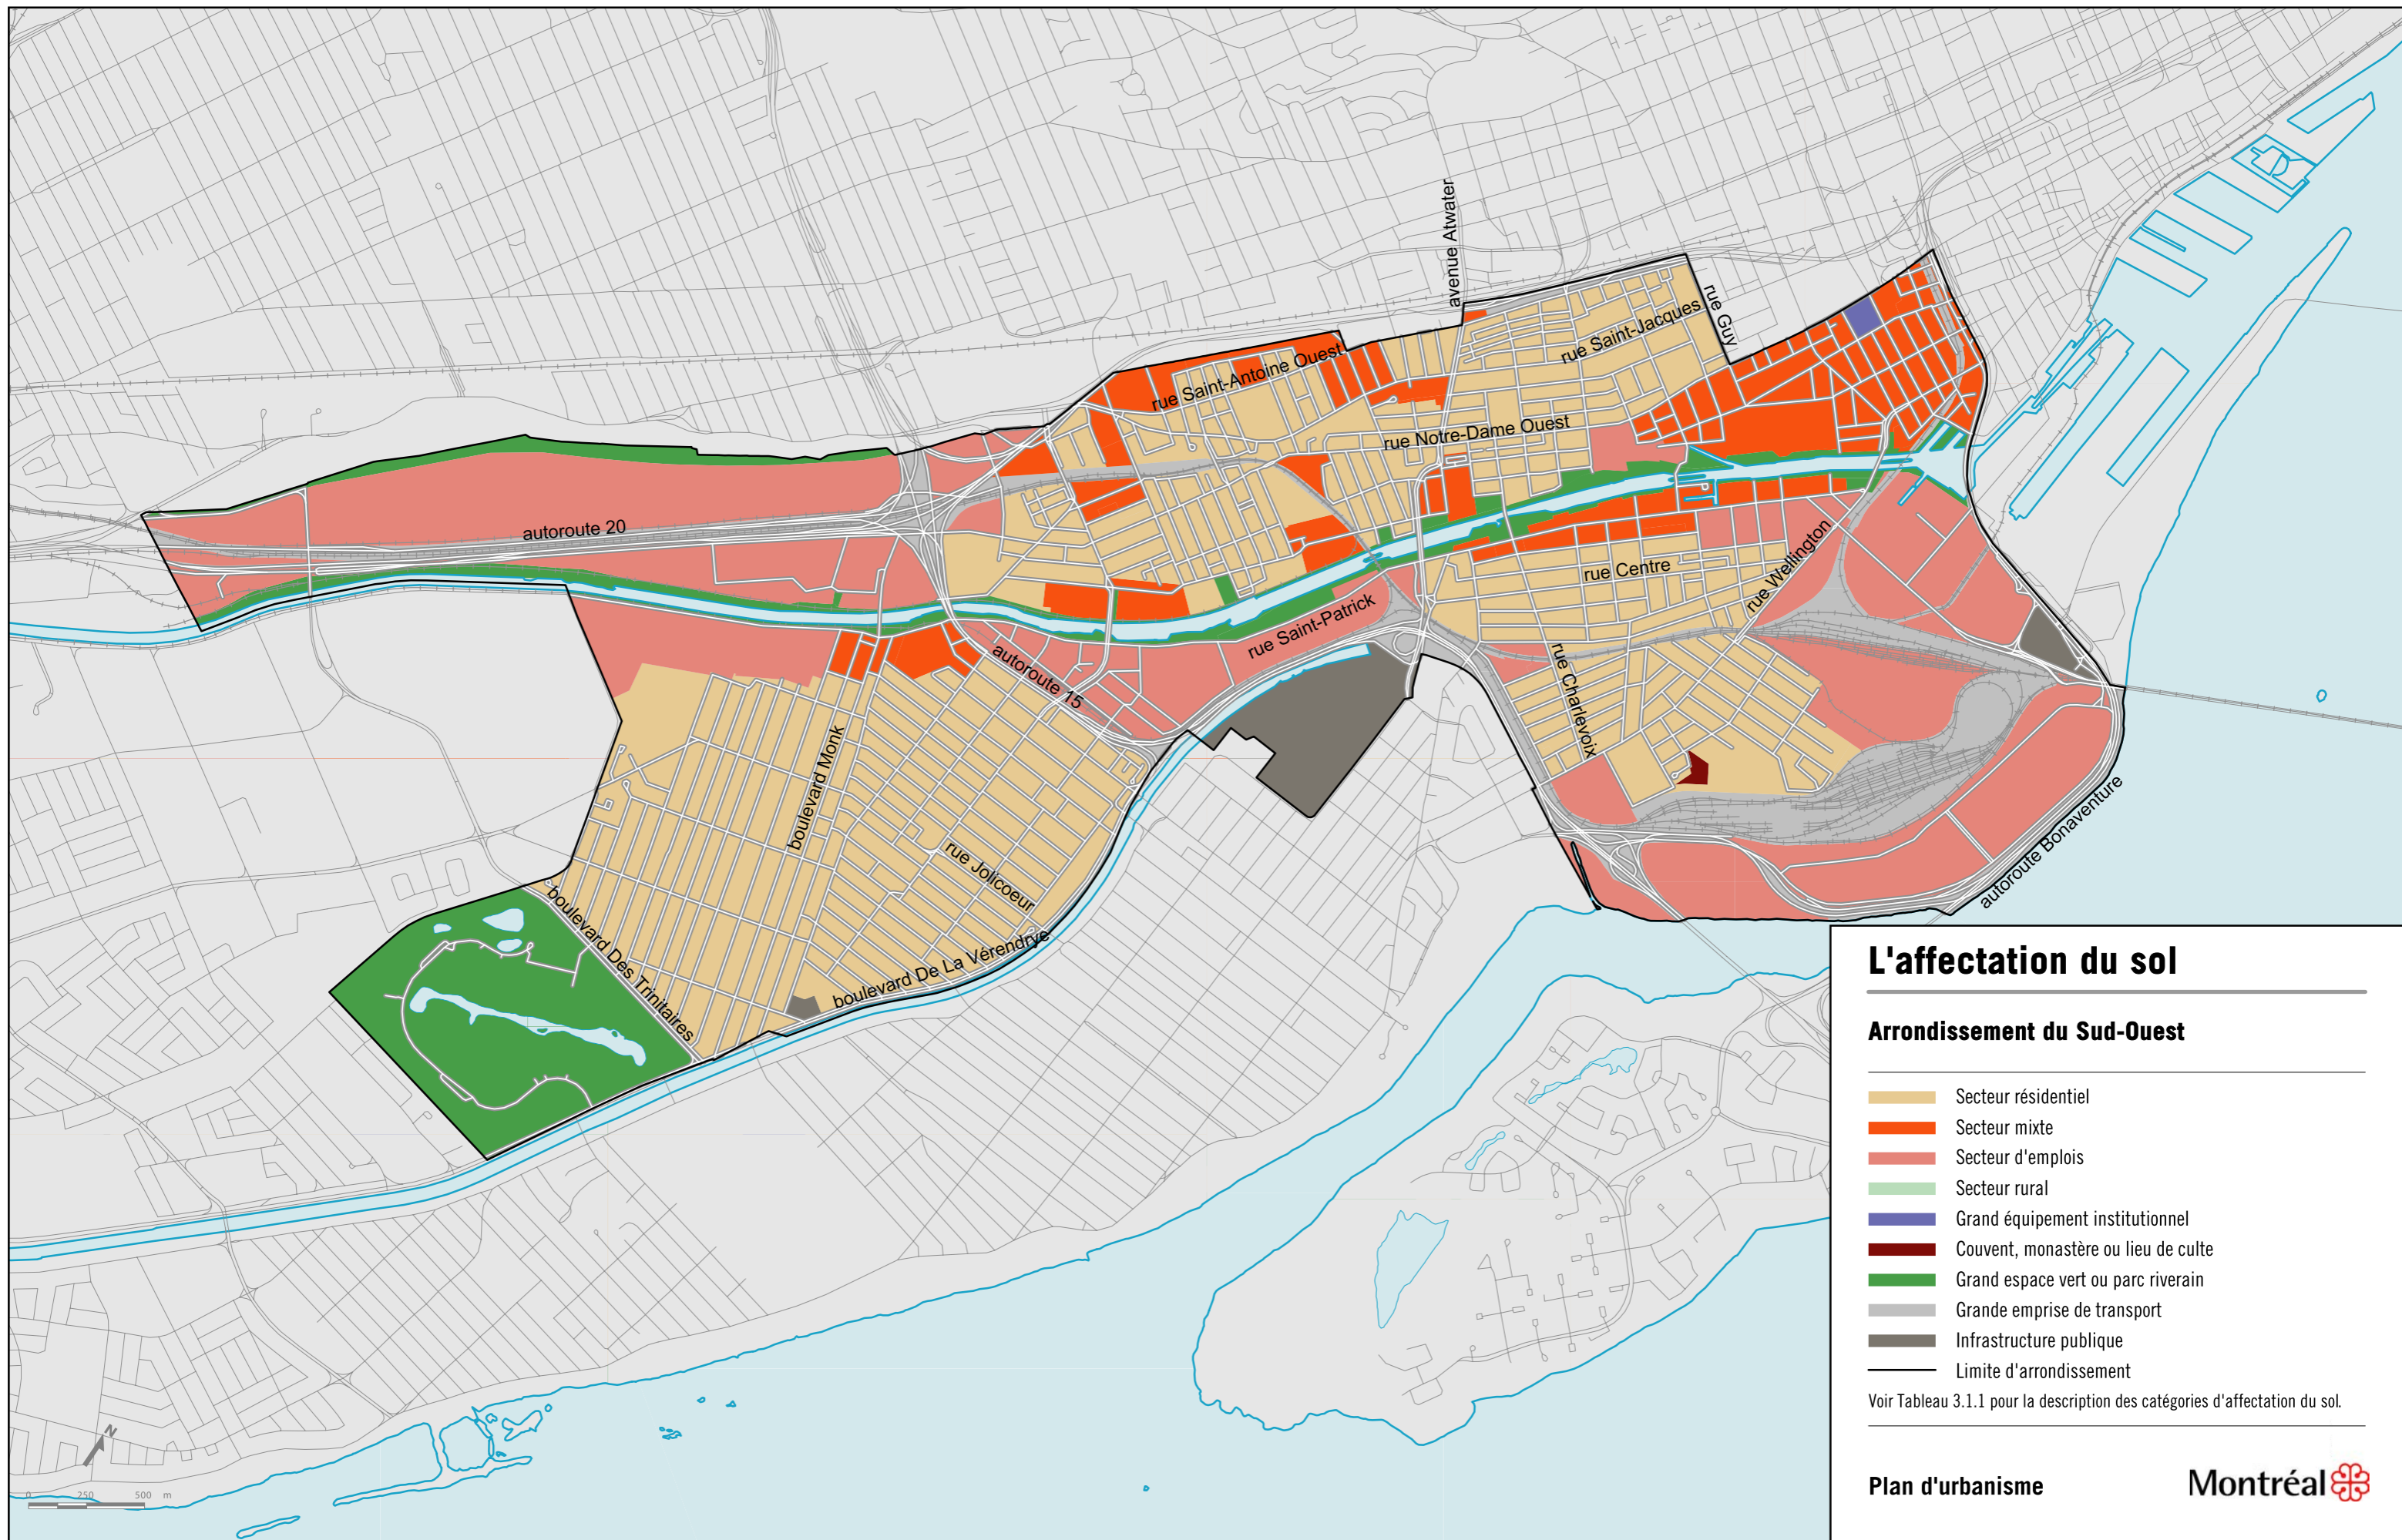 avenue Atwater
rue Guy
rue Saint-Jacques
rue Saint-Antoine Ouest
rue Notre-Dame Ouest
autoroute 20
rue Centre
rue Wellington
rue Saint-Patrick
autoroute 15
rue Charlevoix
boulevard Monk
rue Jolicoeur
autoroute Bonaventure
boulevard Des Trinitaires
boulevard De La Vérendrye
L'affectation du sol
Arrondissement du Sud-Ouest
Secteur résidentiel
Secteur mixte
Secteur d'emplois
Secteur rural
Grand équipement institutionnel
Couvent, monastère ou lieu de culte
Grand espace vert ou parc riverain
Grande emprise de transport
Infrastructure publique
Limite d'arrondissement
Voir Tableau 3.1.1 pour la description des catégories d'affectation du sol.
Plan d'urbanisme
Montréal
N
0 250 500 m